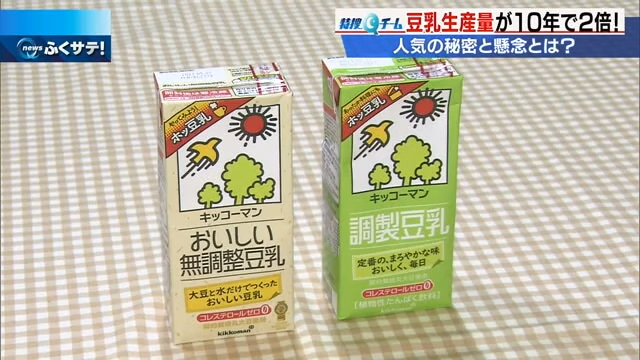 news ふくサテ!
特捜Cチーム 豆乳生産量が10年で2倍!
人気の秘密と懸念とは?
ホッ豆乳
キッコーマン
おいしい
無調整豆乳
大豆と水だけでつくった
おいしい豆乳
コレステロールゼロ0
kikkoman
ホッ豆乳
キッコーマン
調製豆乳
定番の、まろやかな味
おいしく、毎日
コレステロールゼロ0
[植物性たんぱく飲料]